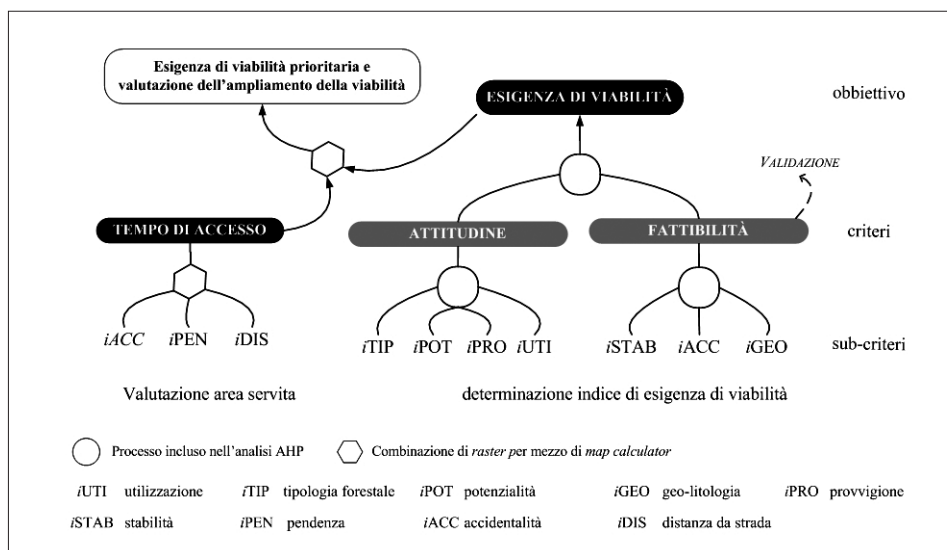 Esigenza di viabilità prioritaria e
valutazione dell'ampliamento della viabilità
ESIGENZA DI VIABILITÀ
obbiettivo
VALIDAZIONE
TEMPO DI ACCESSO
ATTITUDINE
FATTIBILITÀ
criteri
iACC
iPEN
iDIS
iTIP
iPOT
iPRO
iUTI
iSTAB
iACC
iGEO
sub-criteri
Valutazione area servita
determinazione indice di esigenza di viabilità
Processo incluso nell'analisi AHP
Combinazione di raster per mezzo di map calculator
iUTI utilizzazione
iTIP tipologia forestale
iPOT potenzialità
iGEO geo-litologia
iPRO provvigione
iSTAB stabilità
iPEN pendenza
iACC accidentalità
iDIS distanza da strada